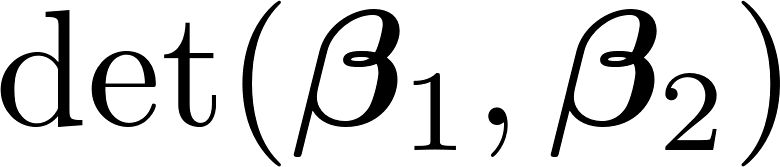 det(𝜷₁, 𝜷₂)